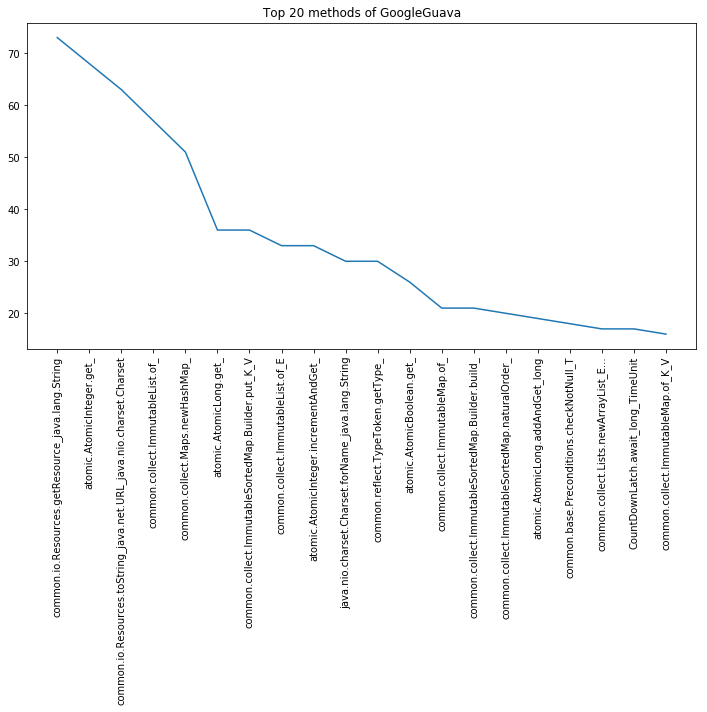 Top 20 methods of GoogleGuava
70
60
50
40
30
20
common.io.Resources.getResource_java.lang.String
atomic.AtomicInteger.get_
common.io.Resources.toString_java.net.URL_java.nio.charset.Charset
common.collect.ImmutableList.of_
common.collect.Maps.newHashMap_
atomic.AtomicLong.get_
common.collect.ImmutableSortedMap.Builder.put_K_V
common.collect.ImmutableList.of_E
atomic.AtomicInteger.incrementAndGet_
java.nio.charset.Charset.forName_java.lang.String
common.reflect.TypeToken.getType_
atomic.AtomicBoolean.get_
common.collect.ImmutableMap.of_
common.collect.ImmutableSortedMap.Builder.build_
common.collect.ImmutableSortedMap.naturalOrder_
atomic.AtomicLong.addAndGet_long
common.base.Preconditions.checkNotNull_T
common.collect.Lists.newArrayList_E...
CountDownLatch.await_long_TimeUnit
common.collect.ImmutableMap.of_K_V